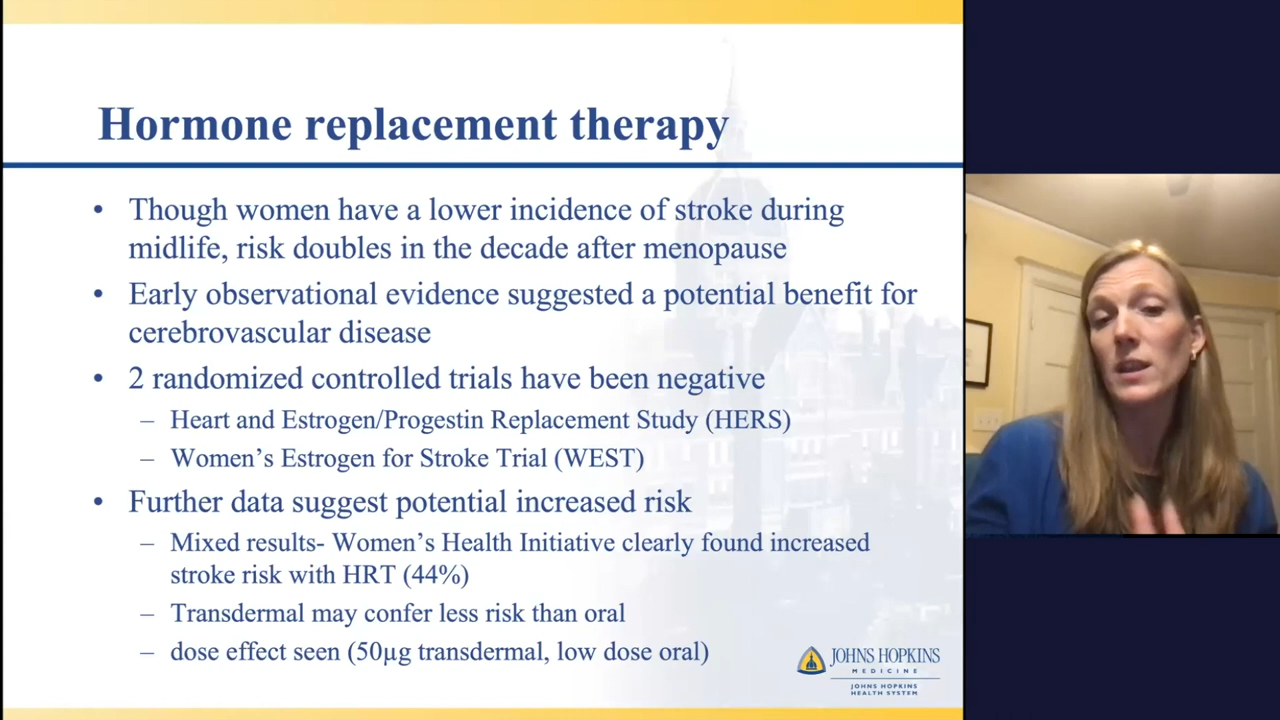 Hormone replacement therapy
• Though women have a lower incidence of stroke during
midlife, risk doubles in the decade after menopause
• Early observational evidence suggested a potential benefit for
cerebrovascular disease
• 2 randomized controlled trials have been negative
– Heart and Estrogen/Progestin Replacement Study (HERS)
– Women’s Estrogen for Stroke Trial (WEST)
• Further data suggest potential increased risk
– Mixed results- Women’s Health Initiative clearly found increased
stroke risk with HRT (44%)
– Transdermal may confer less risk than oral
– dose effect seen (50µg transdermal, low dose oral)
JOHNS HOPKINS
MEDICINE
JOHNS HOPKINS
HEALTH SYSTEM